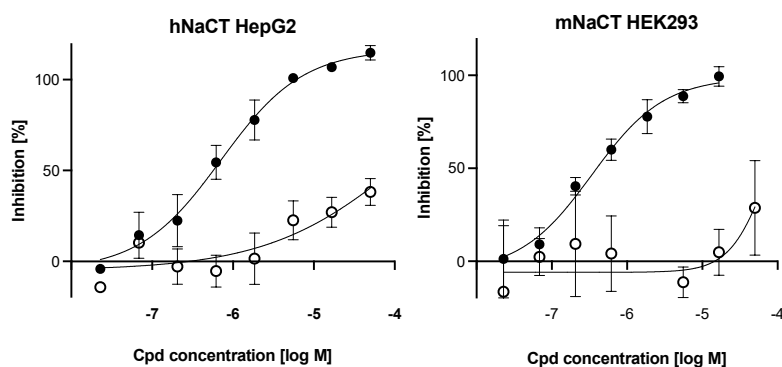 hNaCT HepG2
100
50
0
Inhibition [%]
-7
-6
-5
-4
Cpd concentration [log M]
mNaCT HEK293
100
50
0
Inhibition [%]
-7
-6
-5
-4
Cpd concentration [log M]